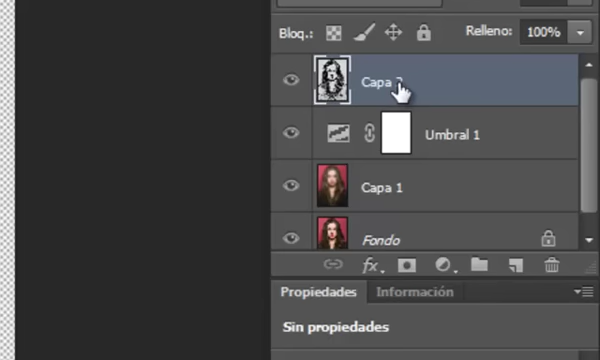 Bloq.: Relleno: 100%
Capa
Umbral 1
Capa 1
Fondo
fx
Propiedades Información
Sin propiedades